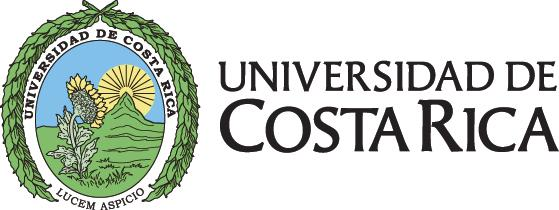 UNIVERSIDAD DE COSTA RICA
LUCEM ASPICIO
UNIVERSIDAD DE
COSTA RICA